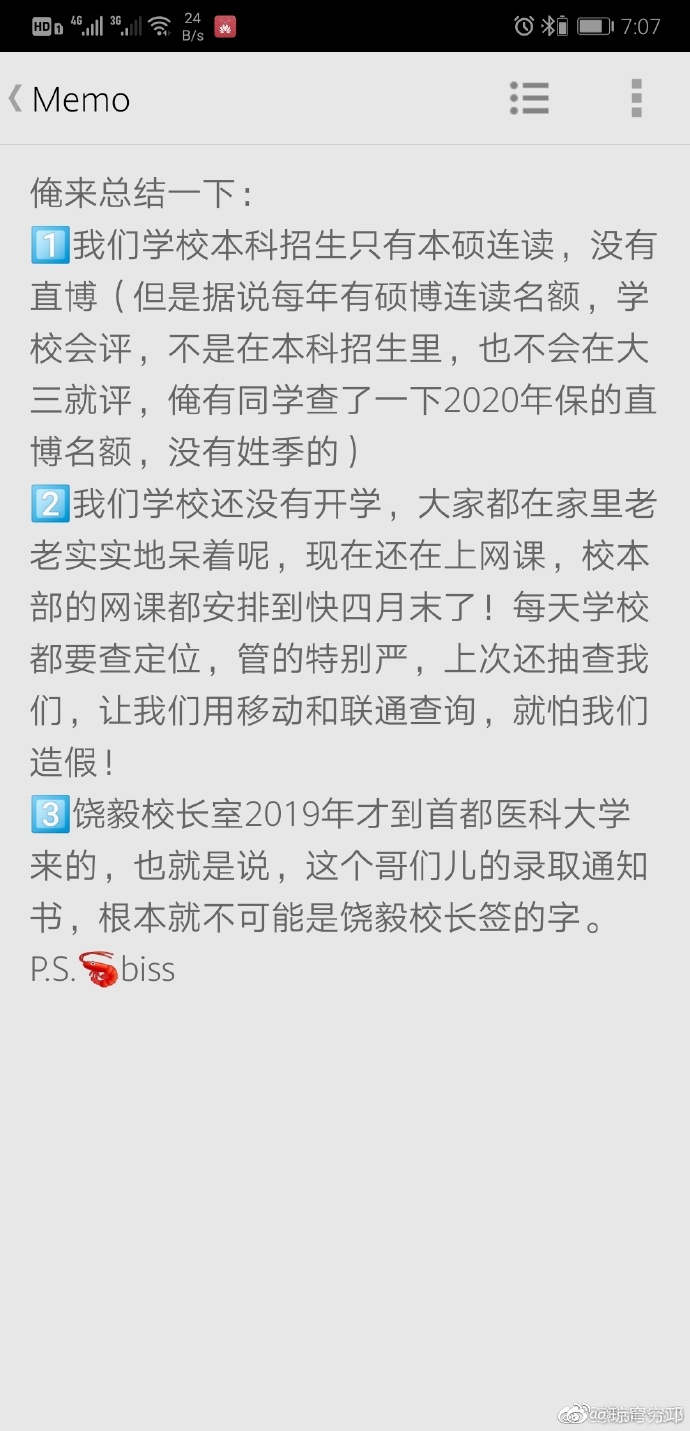 HD 1 4G 3G 24 B/s 7:07
Memo
俺来总结一下：
1我们学校本科招生只有本硕连读，没有
直博（但是据说每年有硕博连读名额，学
校会评，不是在本科招生里，也不会在大
三就评，俺有同学查了一下2020年保的直
博名额，没有姓季的）
2我们学校还没有开学，大家都在家里老
老实实地呆着呢，现在还在上网课，校本
部的网课都安排到快四月末了！每天学校
都要查定位，管的特别严，上次还抽查我
们，让我们用移动和联通查询，就怕我们
造假！
3饶毅校长室2019年才到首都医科大学
来的，也就是说，这个哥们儿的录取通知
书，根本就不可能是饶毅校长签的字。
P.S.🦐biss